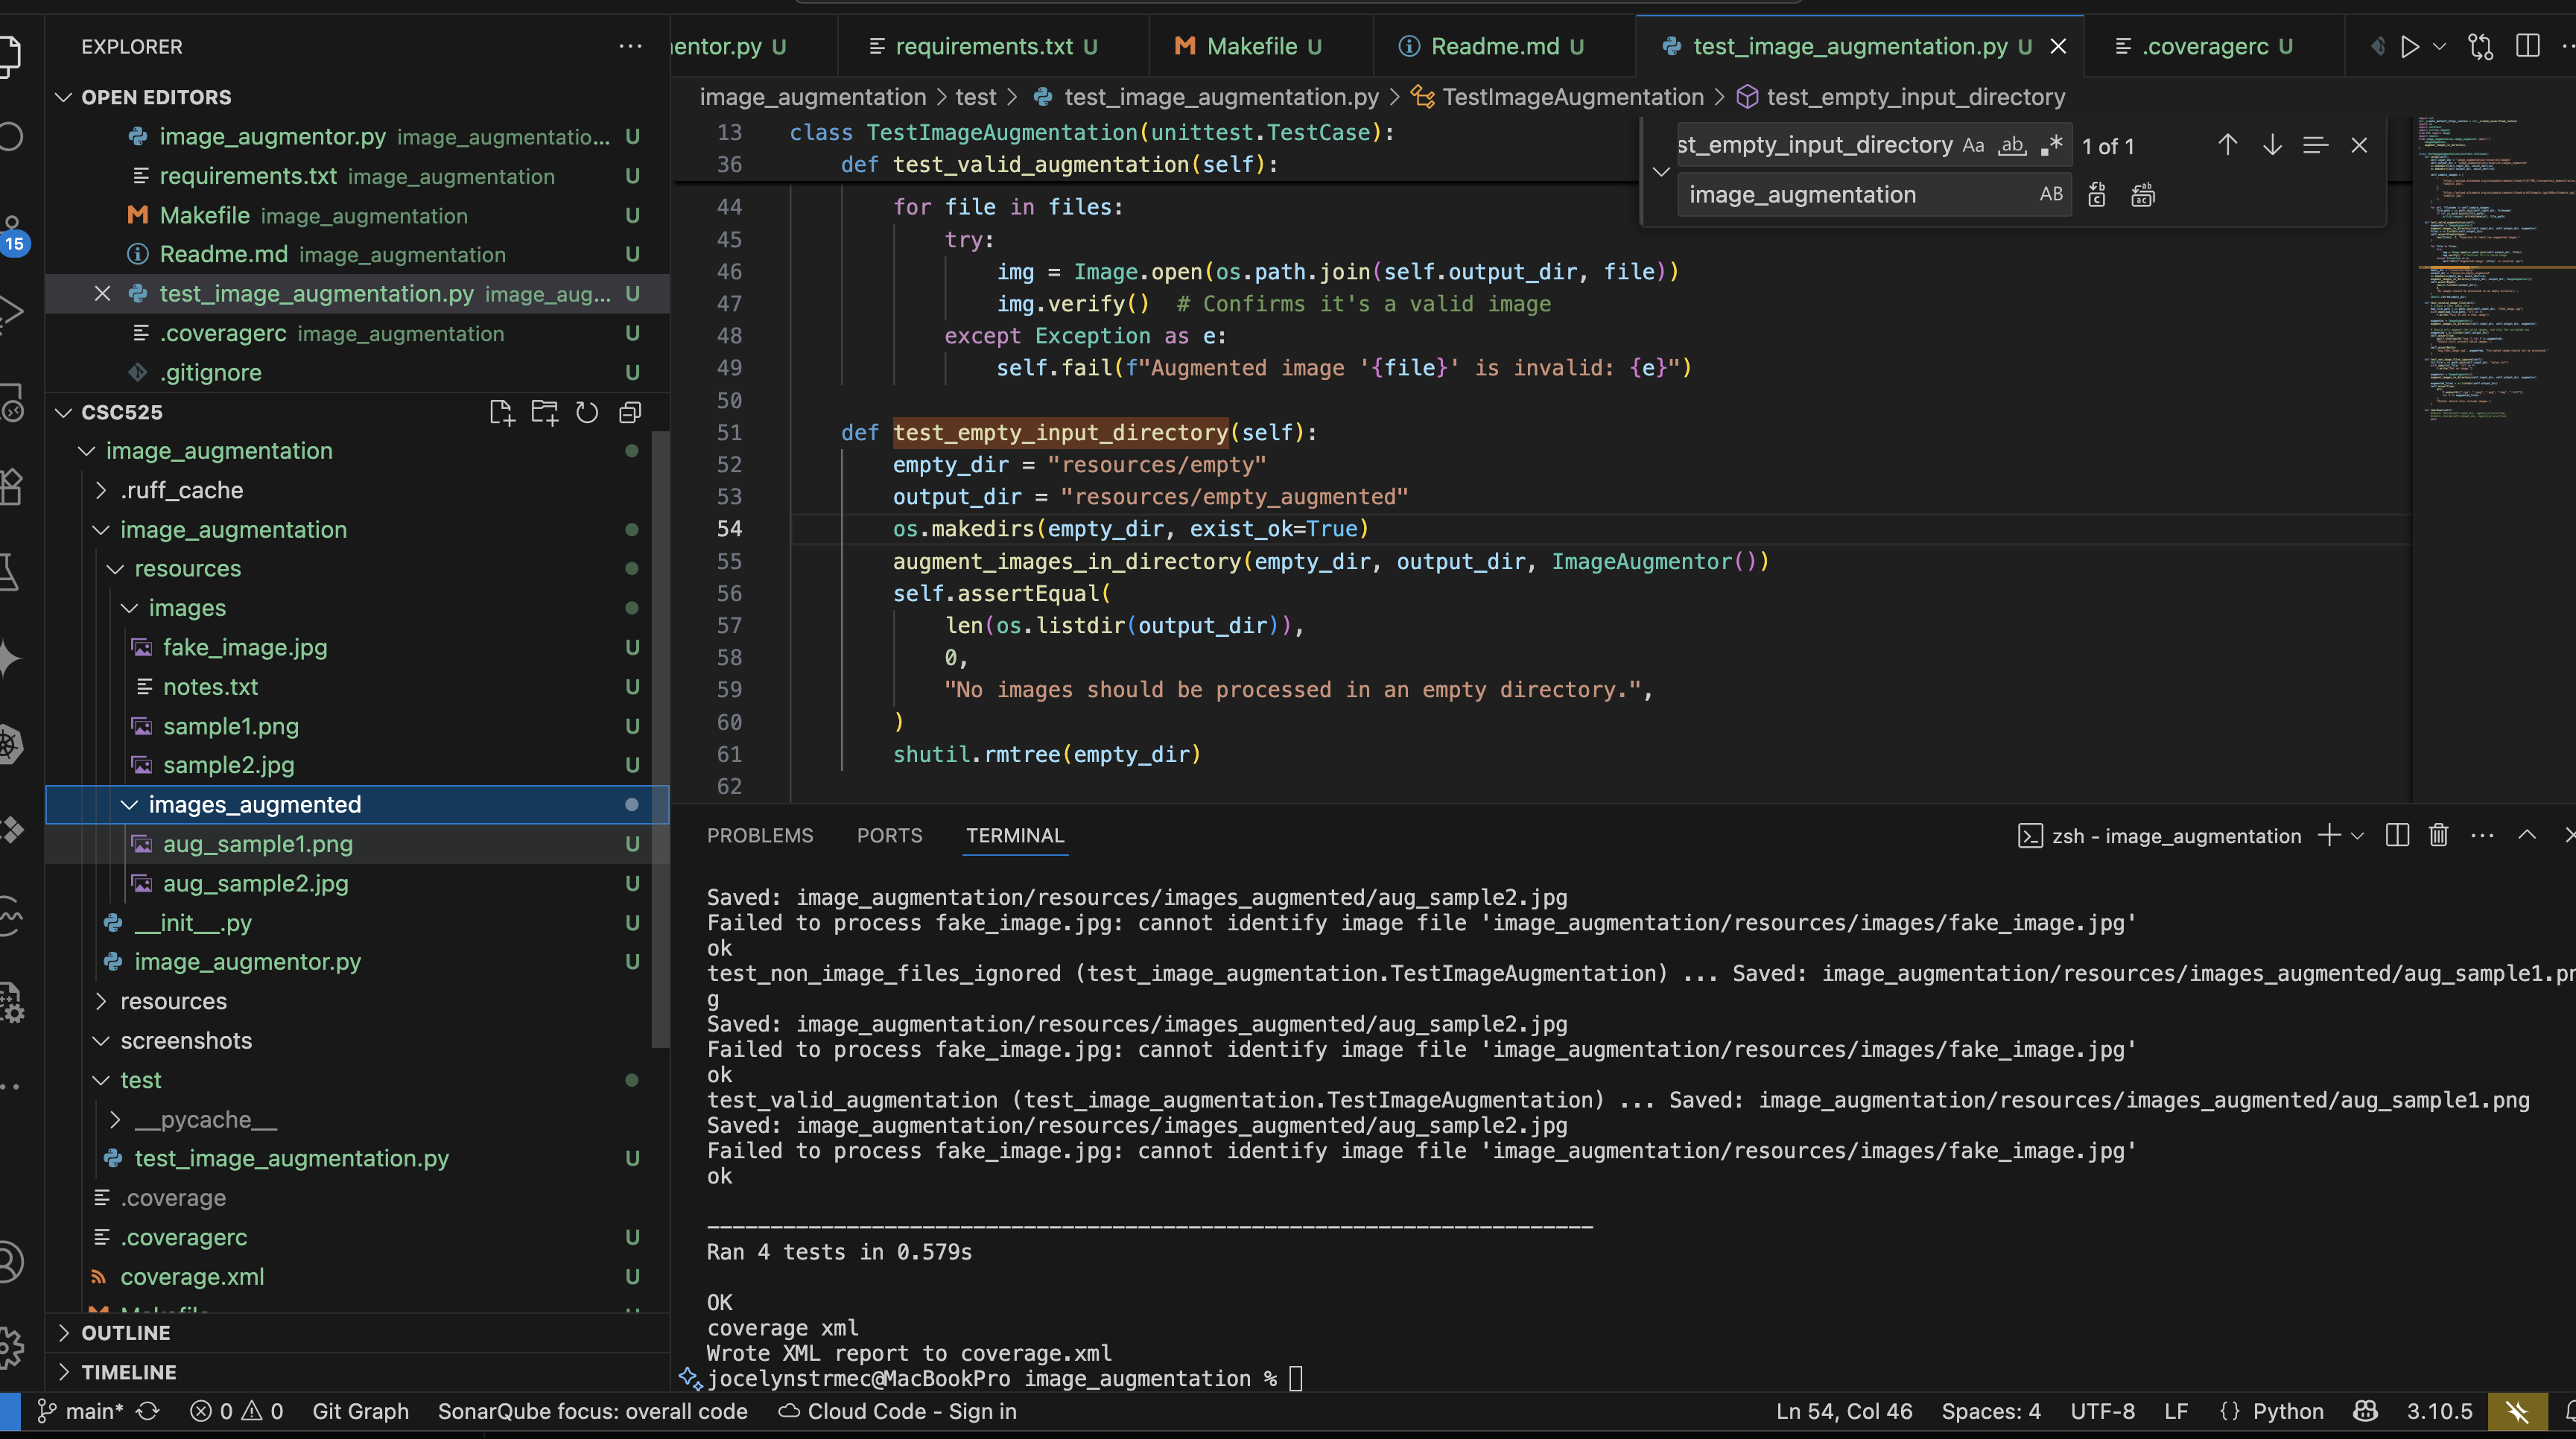 EXPLORER
OPEN EDITORS
image_augmentor.py image_augmentatio... U
requirements.txt image_augmentation U
Makefile image_augmentation U
Readme.md image_augmentation U
test_image_augmentation.py image_aug... U
.coveragerc image_augmentation U
.gitignore U
15
CSC525
image_augmentation
.ruff_cache
image_augmentation
resources
images
fake_image.jpg U
notes.txt U
sample1.png U
sample2.jpg U
images_augmented
aug_sample1.png U
aug_sample2.jpg U
__init__.py U
image_augmentor.py U
resources
screenshots
test
__pycache__
test_image_augmentation.py U
.coverage
.coveragerc U
coverage.xml U
Makefile U
OUTLINE
TIMELINE
entor.py U requirements.txt U Makefile U Readme.md U test_image_augmentation.py U .coveragerc U
image_augmentation > test > test_image_augmentation.py > TestImageAugmentation > test_empty_input_directory
st_empty_input_directory Aa ab .* 1 of 1
image_augmentation AB
13 class TestImageAugmentation(unittest.TestCase):
36 def test_valid_augmentation(self):
44 for file in files:
45 try:
46 img = Image.open(os.path.join(self.output_dir, file))
47 img.verify()  # Confirms it's a valid image
48 except Exception as e:
49 self.fail(f"Augmented image '{file}' is invalid: {e}")
50
51 def test_empty_input_directory(self):
52 empty_dir = "resources/empty"
53 output_dir = "resources/empty_augmented"
54 os.makedirs(empty_dir, exist_ok=True)
55 augment_images_in_directory(empty_dir, output_dir, ImageAugmentor())
56 self.assertEqual(
57 len(os.listdir(output_dir)),
58 0,
59 "No images should be processed in an empty directory.",
60 )
61 shutil.rmtree(empty_dir)
62
PROBLEMS PORTS TERMINAL zsh - image_augmentation
Saved: image_augmentation/resources/images_augmented/aug_sample2.jpg
Failed to process fake_image.jpg: cannot identify image file 'image_augmentation/resources/images/fake_image.jpg'
ok
test_non_image_files_ignored (test_image_augmentation.TestImageAugmentation) ... Saved: image_augmentation/resources/images_augmented/aug_sample1.pn
g
Saved: image_augmentation/resources/images_augmented/aug_sample2.jpg
Failed to process fake_image.jpg: cannot identify image file 'image_augmentation/resources/images/fake_image.jpg'
ok
test_valid_augmentation (test_image_augmentation.TestImageAugmentation) ... Saved: image_augmentation/resources/images_augmented/aug_sample1.png
Saved: image_augmentation/resources/images_augmented/aug_sample2.jpg
Failed to process fake_image.jpg: cannot identify image file 'image_augmentation/resources/images/fake_image.jpg'
ok
----------------------------------------------------------------------
Ran 4 tests in 0.579s
OK
coverage xml
Wrote XML report to coverage.xml
jocelynstrmec@MacBookPro image_augmentation %
main* 0 0 Git Graph SonarQube focus: overall code Cloud Code - Sign in Ln 54, Col 46 Spaces: 4 UTF-8 LF {} Python 3.10.5